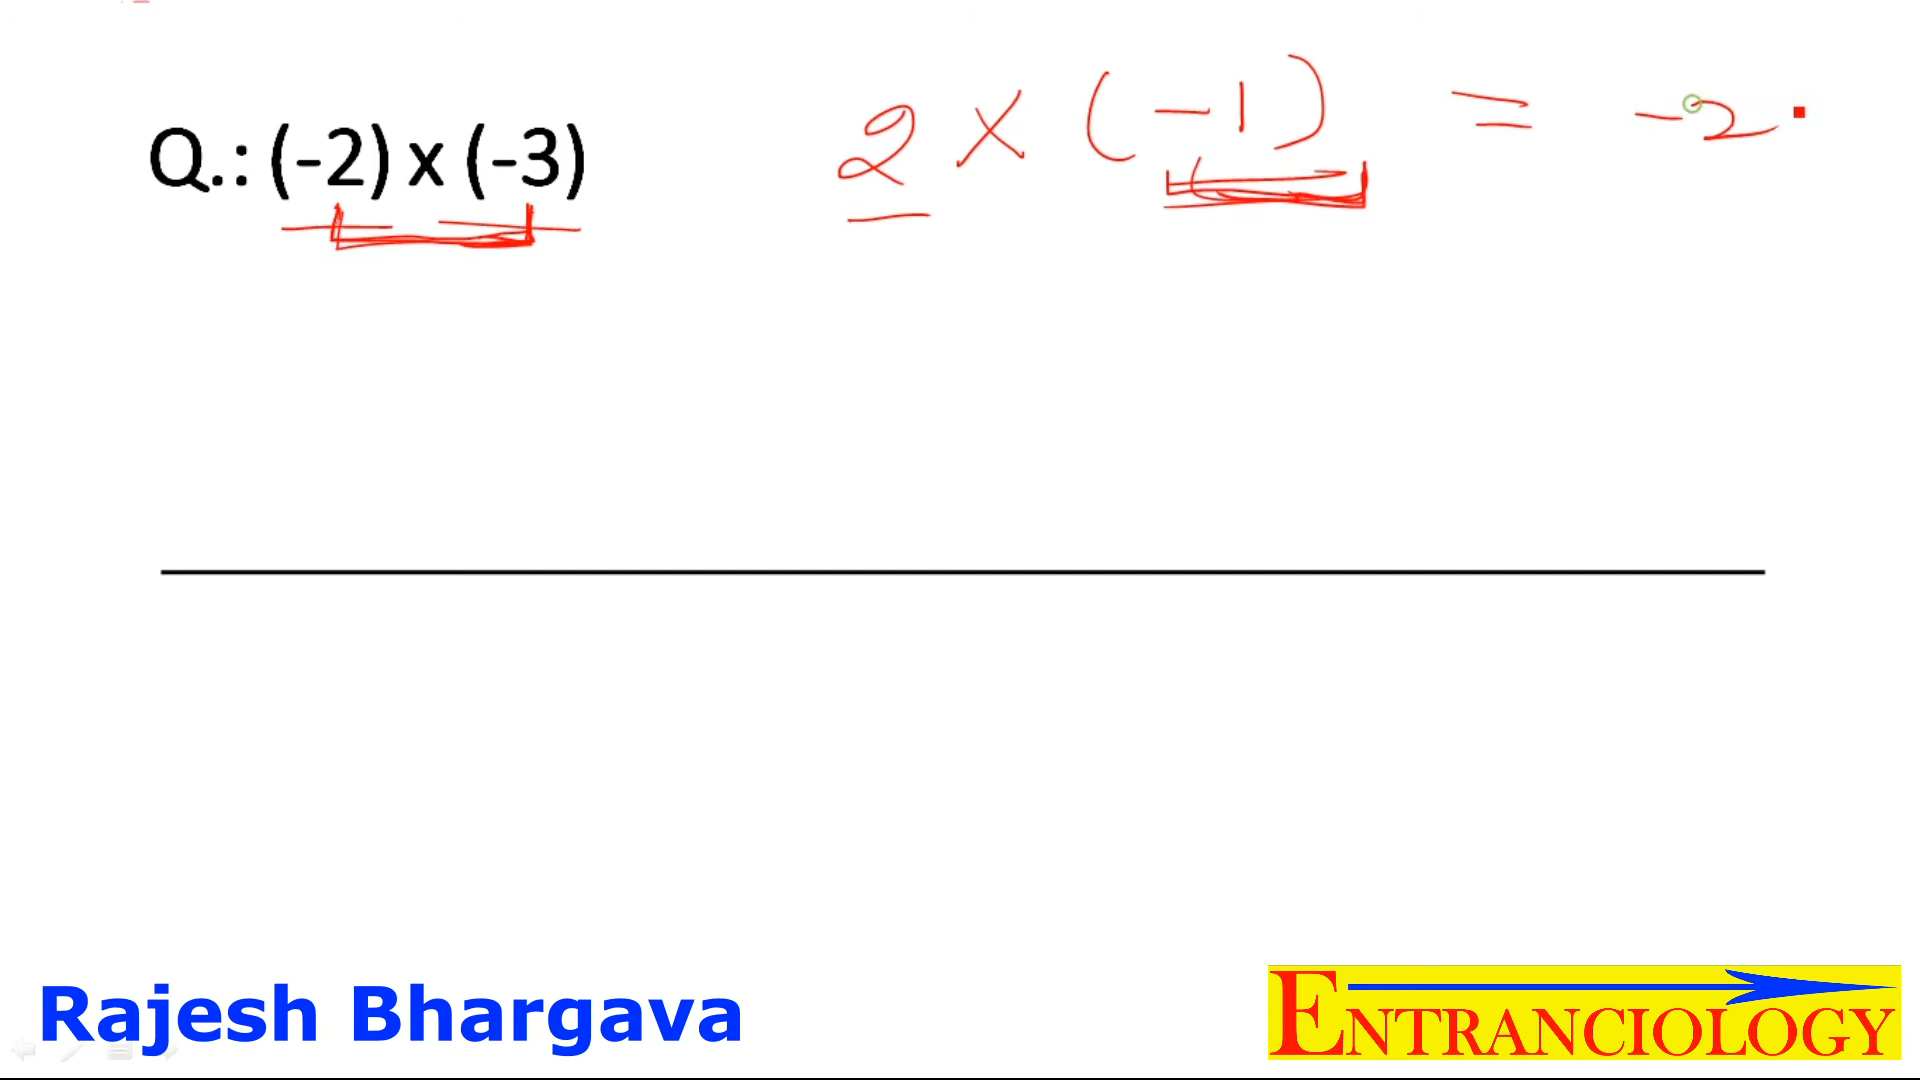 Q.: (-2) x (-3)
2 × (-1) = -2
Rajesh Bhargava
ENTRANCIOLOGY